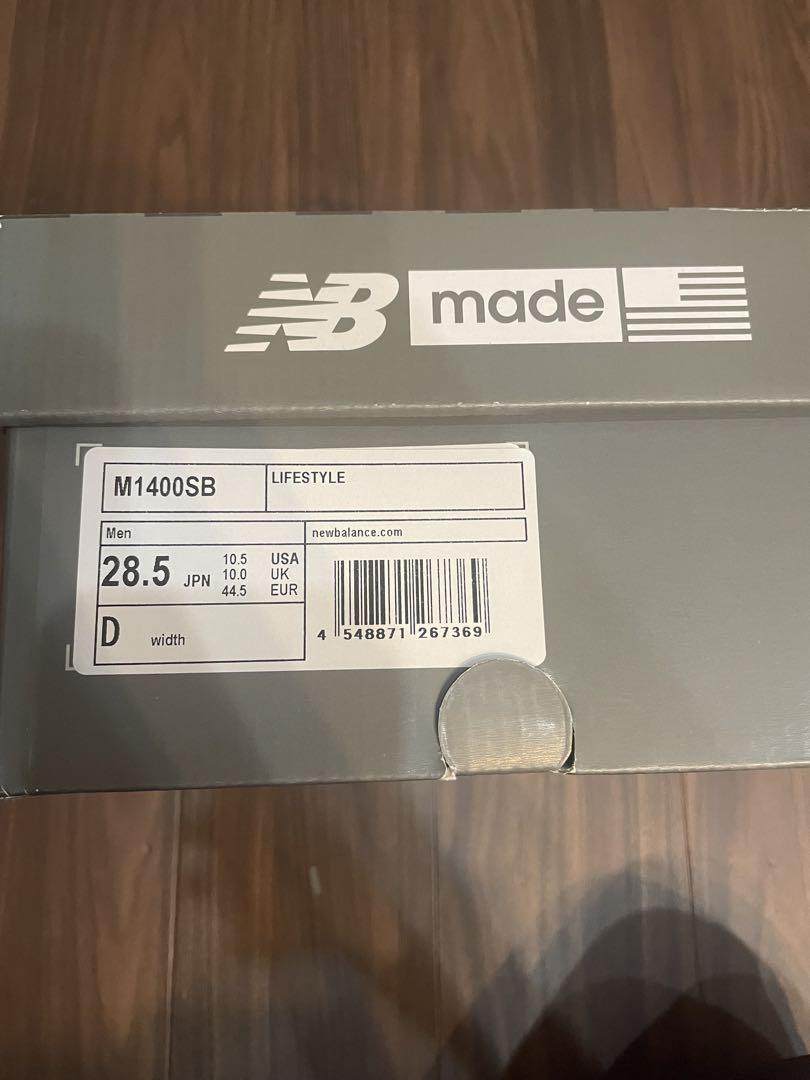 NB made
M1400SB LIFESTYLE
Men newbalance.com
28.5 JPN
10.5 USA
10.0 UK
44.5 EUR
D width
4 548871 267369